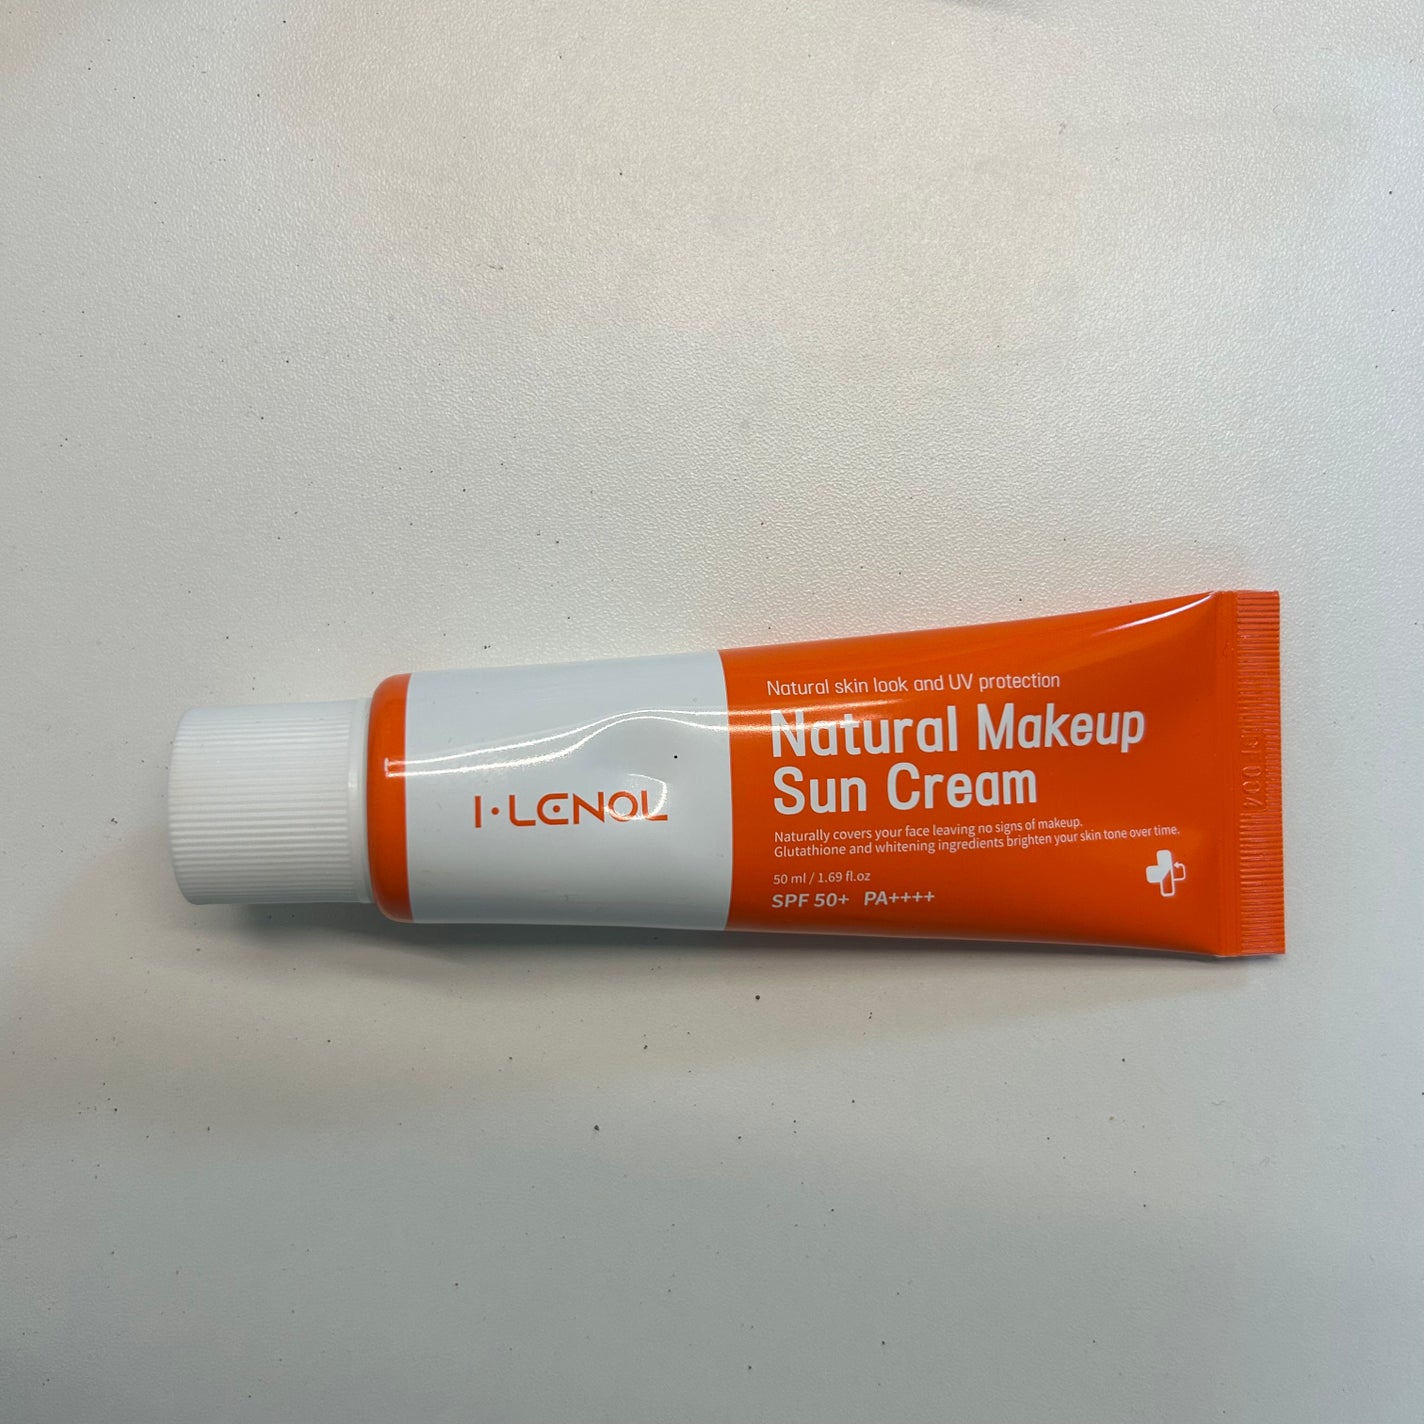 I·LENOL
Natural skin look and UV protection
Natural Makeup
Sun Cream
Naturally covers your face leaving no signs of makeup.
Glutathione and whitening ingredients brighten your skin tone over time.
50 ml / 1.69 fl.oz
SPF 50+ PA++++